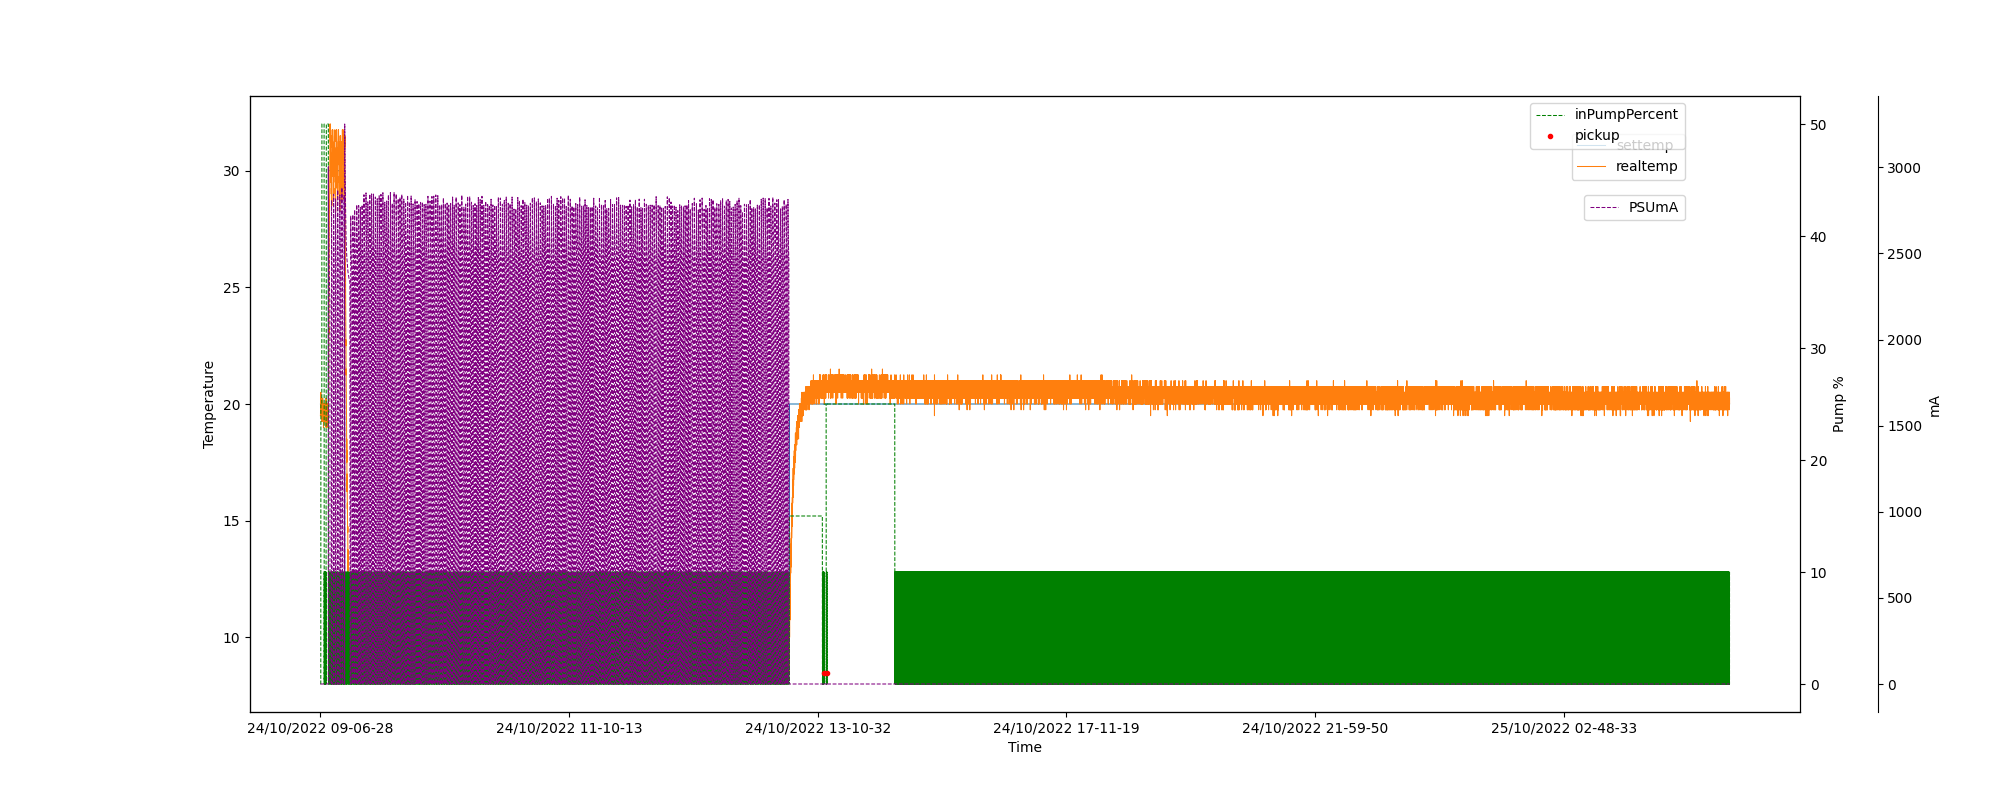 inPumpPercent
pickup
settemp
realtemp
PSUmA
30
25
20
15
10
Temperature
50
40
30
20
10
0
Pump %
3000
2500
2000
1500
1000
500
0
mA
24/10/2022 09-06-28
24/10/2022 11-10-13
24/10/2022 13-10-32
24/10/2022 17-11-19
24/10/2022 21-59-50
25/10/2022 02-48-33
Time